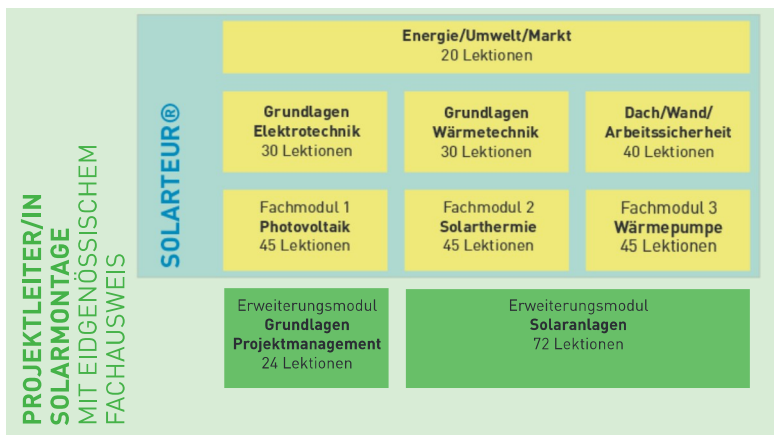 PROJEKTLEITER/IN
SOLARMONTAGE
MIT EIDGENÖSSISCHEM
FACHAUSWEIS
SOLARTEUR®
Energie/Umwelt/Markt
20 Lektionen
Grundlagen
Elektrotechnik
30 Lektionen
Grundlagen
Wärmetechnik
30 Lektionen
Dach/Wand/
Arbeitssicherheit
40 Lektionen
Fachmodul 1
Photovoltaik
45 Lektionen
Fachmodul 2
Solarthermie
45 Lektionen
Fachmodul 3
Wärmepumpe
45 Lektionen
Erweiterungsmodul
Grundlagen
Projektmanagement
24 Lektionen
Erweiterungsmodul
Solaranlagen
72 Lektionen